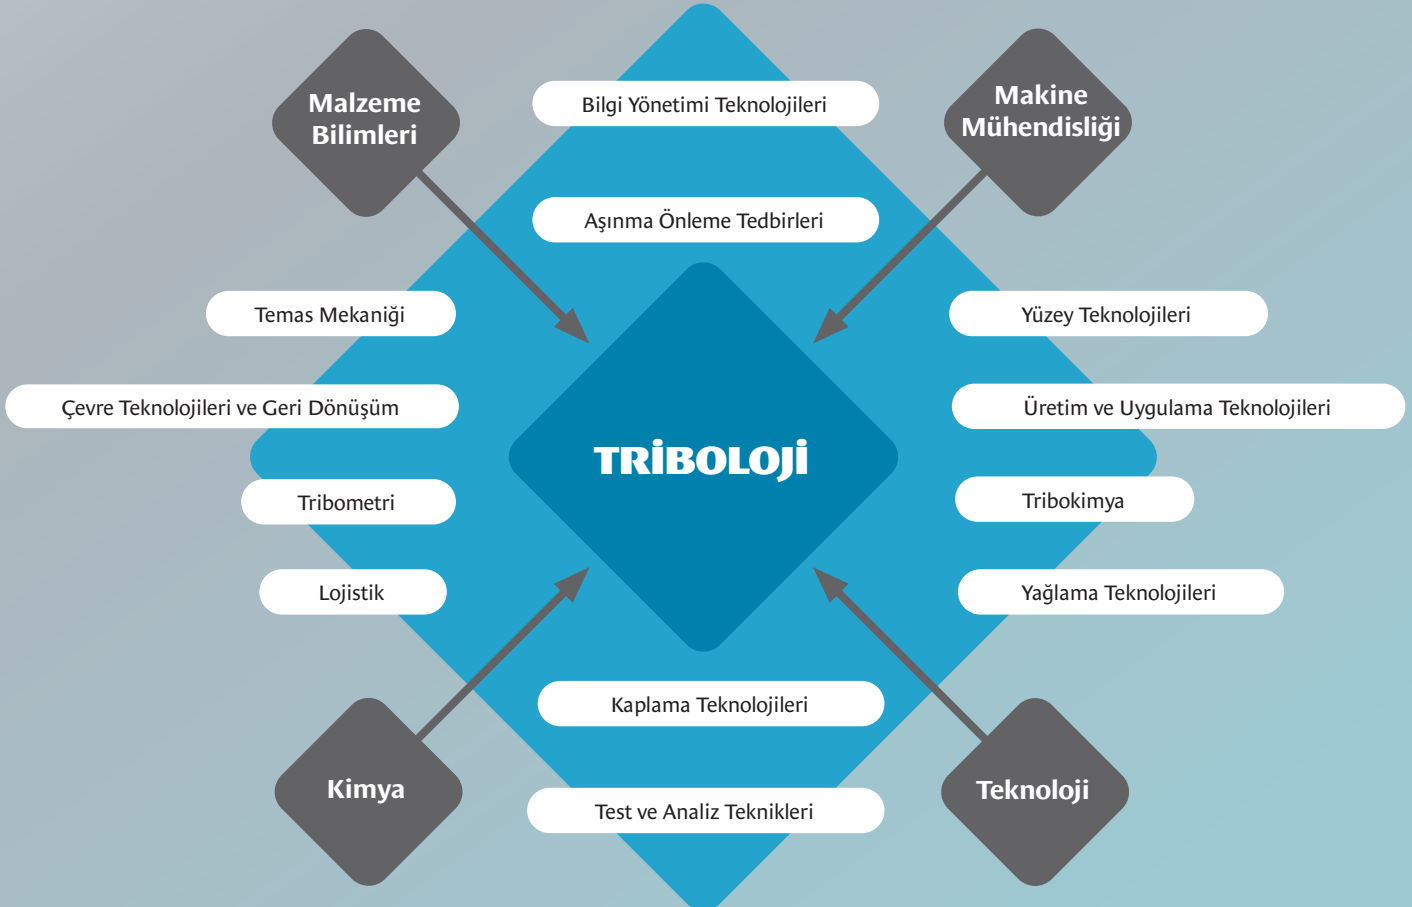 Malzeme
Bilimleri
Bilgi Yönetimi Teknolojileri
Makine
Mühendisliği
Aşınma Önleme Tedbirleri
Temas Mekaniği
Yüzey Teknolojileri
Çevre Teknolojileri ve Geri Dönüşüm
Üretim ve Uygulama Teknolojileri
TRİBOLOJİ
Tribometri
Tribokimya
Lojistik
Yağlama Teknolojileri
Kaplama Teknolojileri
Kimya
Teknoloji
Test ve Analiz Teknikleri